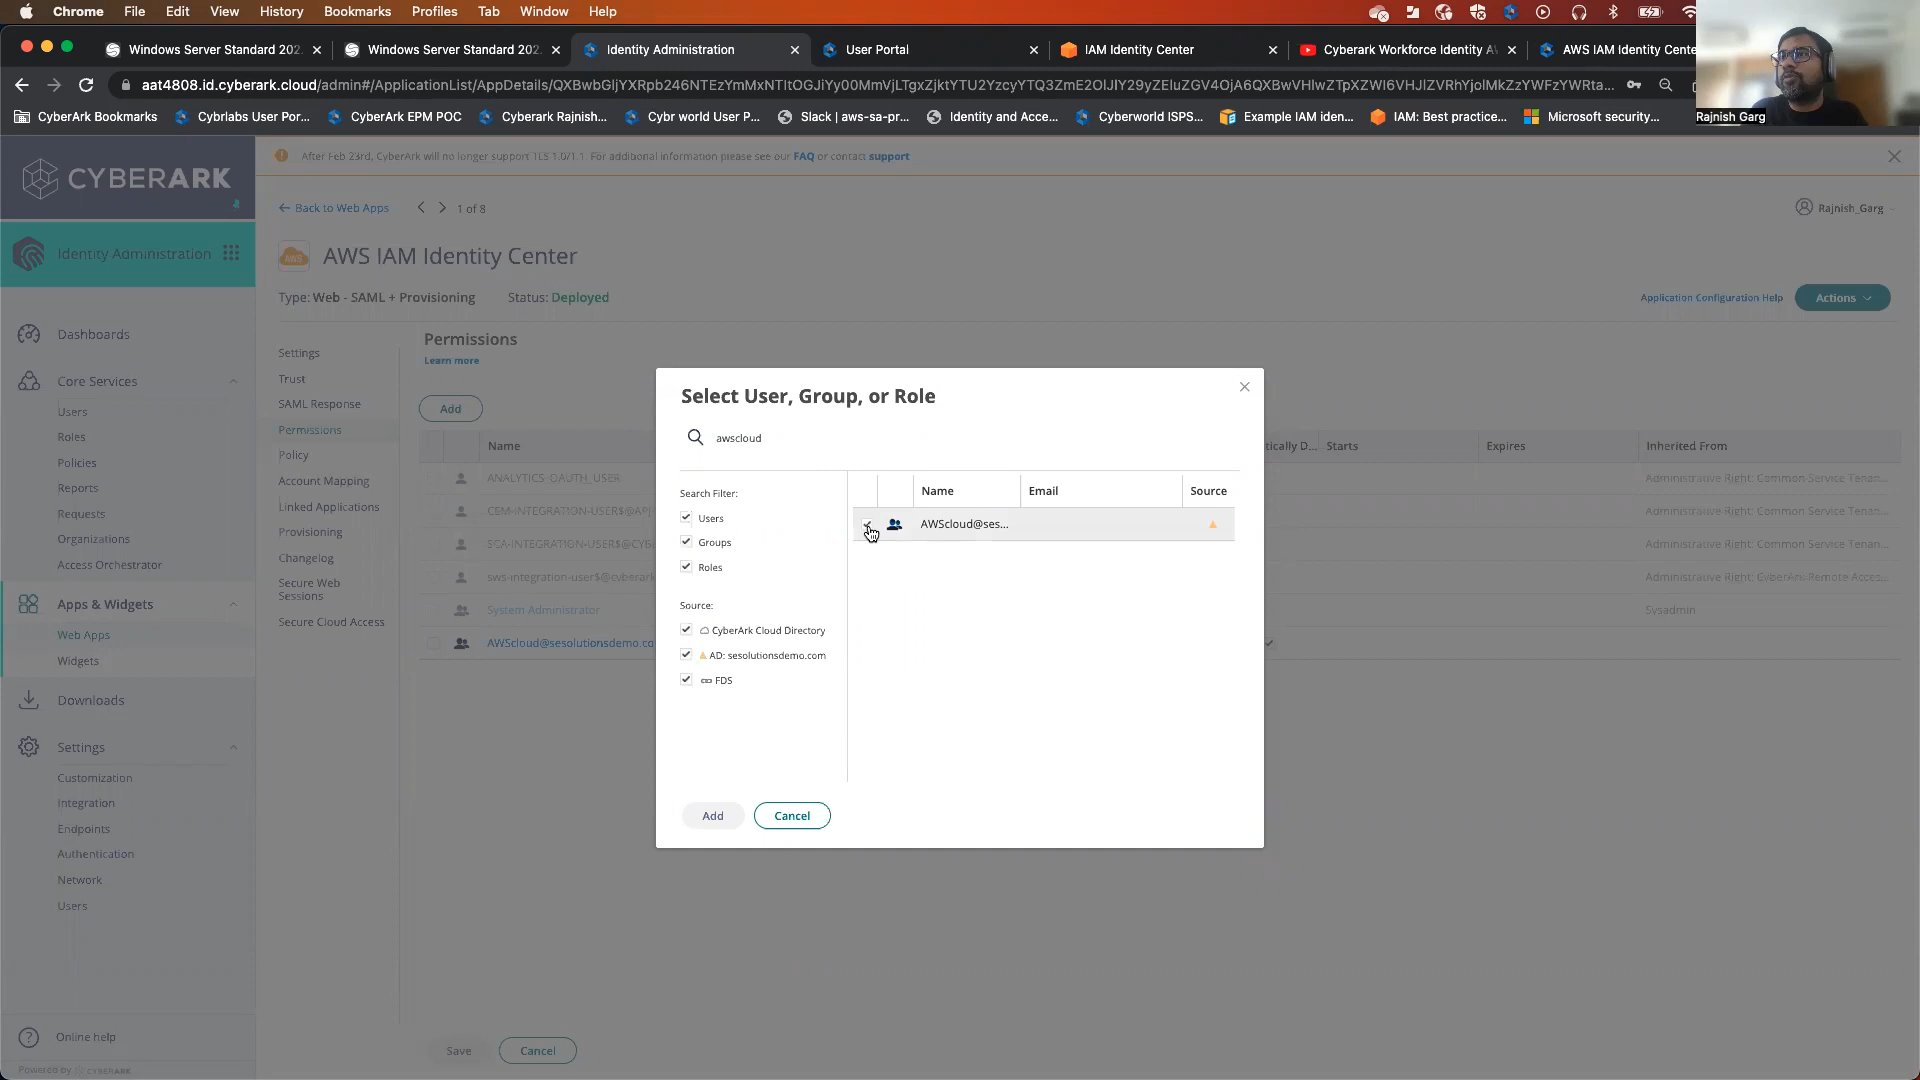 Chrome File Edit View History Bookmarks Profiles Tab Window Help
Windows Server Standard 202
Windows Server Standard 202
Identity Administration
User Portal
IAM Identity Center
Cyberark Workforce Identity A
AWS IAM Identity Cente
aat4808.id.cyberark.cloud/admin#/ApplicationList/AppDetails/
CyberArk Bookmarks
Cybrlabs User Por...
CyberArk EPM POC
Cyberark Rajnish...
Cybr world User P...
Slack | aws-sa-pr...
Identity and Acce...
Cyberworld ISPS...
Example IAM iden...
IAM: Best practice...
Microsoft security...
Rajnish Garg
After Feb 23rd, CyberArk will no longer support TLS 1.0/1.1. For additional information please see our FAQ or contact support
CYBERARK
Identity Administration
Dashboards
Core Services
Users
Roles
Policies
Reports
Requests
Organizations
Access Orchestrator
Apps & Widgets
Web Apps
Widgets
Downloads
Settings
Customization
Integration
Endpoints
Authentication
Network
Users
Online help
Powered by CYBERARK
Back to Web Apps
1 of 8
Rajnish_Garg
AWS
AWS IAM Identity Center
Type: Web - SAML + Provisioning
Status: Deployed
Application Configuration Help
Actions
Settings
Trust
SAML Response
Permissions
Policy
Account Mapping
Linked Applications
Provisioning
Changelog
Secure Web
Sessions
Secure Cloud Access
Permissions
Learn more
Add
Name
tically D...
Starts
Expires
Inherited From
ANALYTICS_OAUTH_USER
Administrative Right: Common Service Tenan...
CEM-INTEGRATION-USER$@AP
Administrative Right: Common Service Tenan...
SCA-INTEGRATION-USER$@CY
Administrative Right: Common Service Tenan...
sws-integration-user$@cyberark
Administrative Right: CyberArk Remote Acces...
System Administrator
Sysadmin
AWScloud@sesolutionsdemo.co
Save
Cancel
Select User, Group, or Role
awscloud
Search Filter:
Users
Groups
Roles
Source:
CyberArk Cloud Directory
AD: sesolutionsdemo.com
FDS
Name
Email
Source
AWScloud@ses...
Add
Cancel